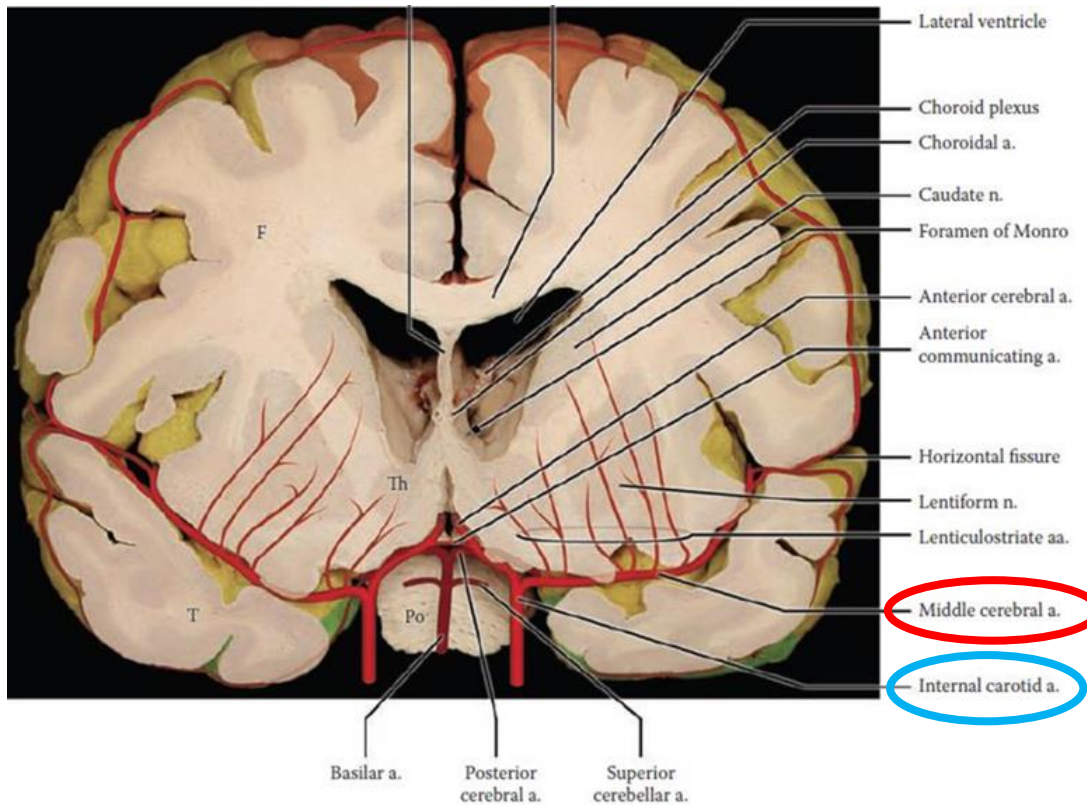 Lateral ventricle
Choroid plexus
Choroidal a.
Caudate n.
Foramen of Monro
Anterior cerebral a.
Anterior
communicating a.
Horizontal fissure
Lentiform n.
Lenticulostriate aa.
Middle cerebral a.
Internal carotid a.
F
Th
T
Po
Basilar a.
Posterior
cerebral a.
Superior
cerebellar a.